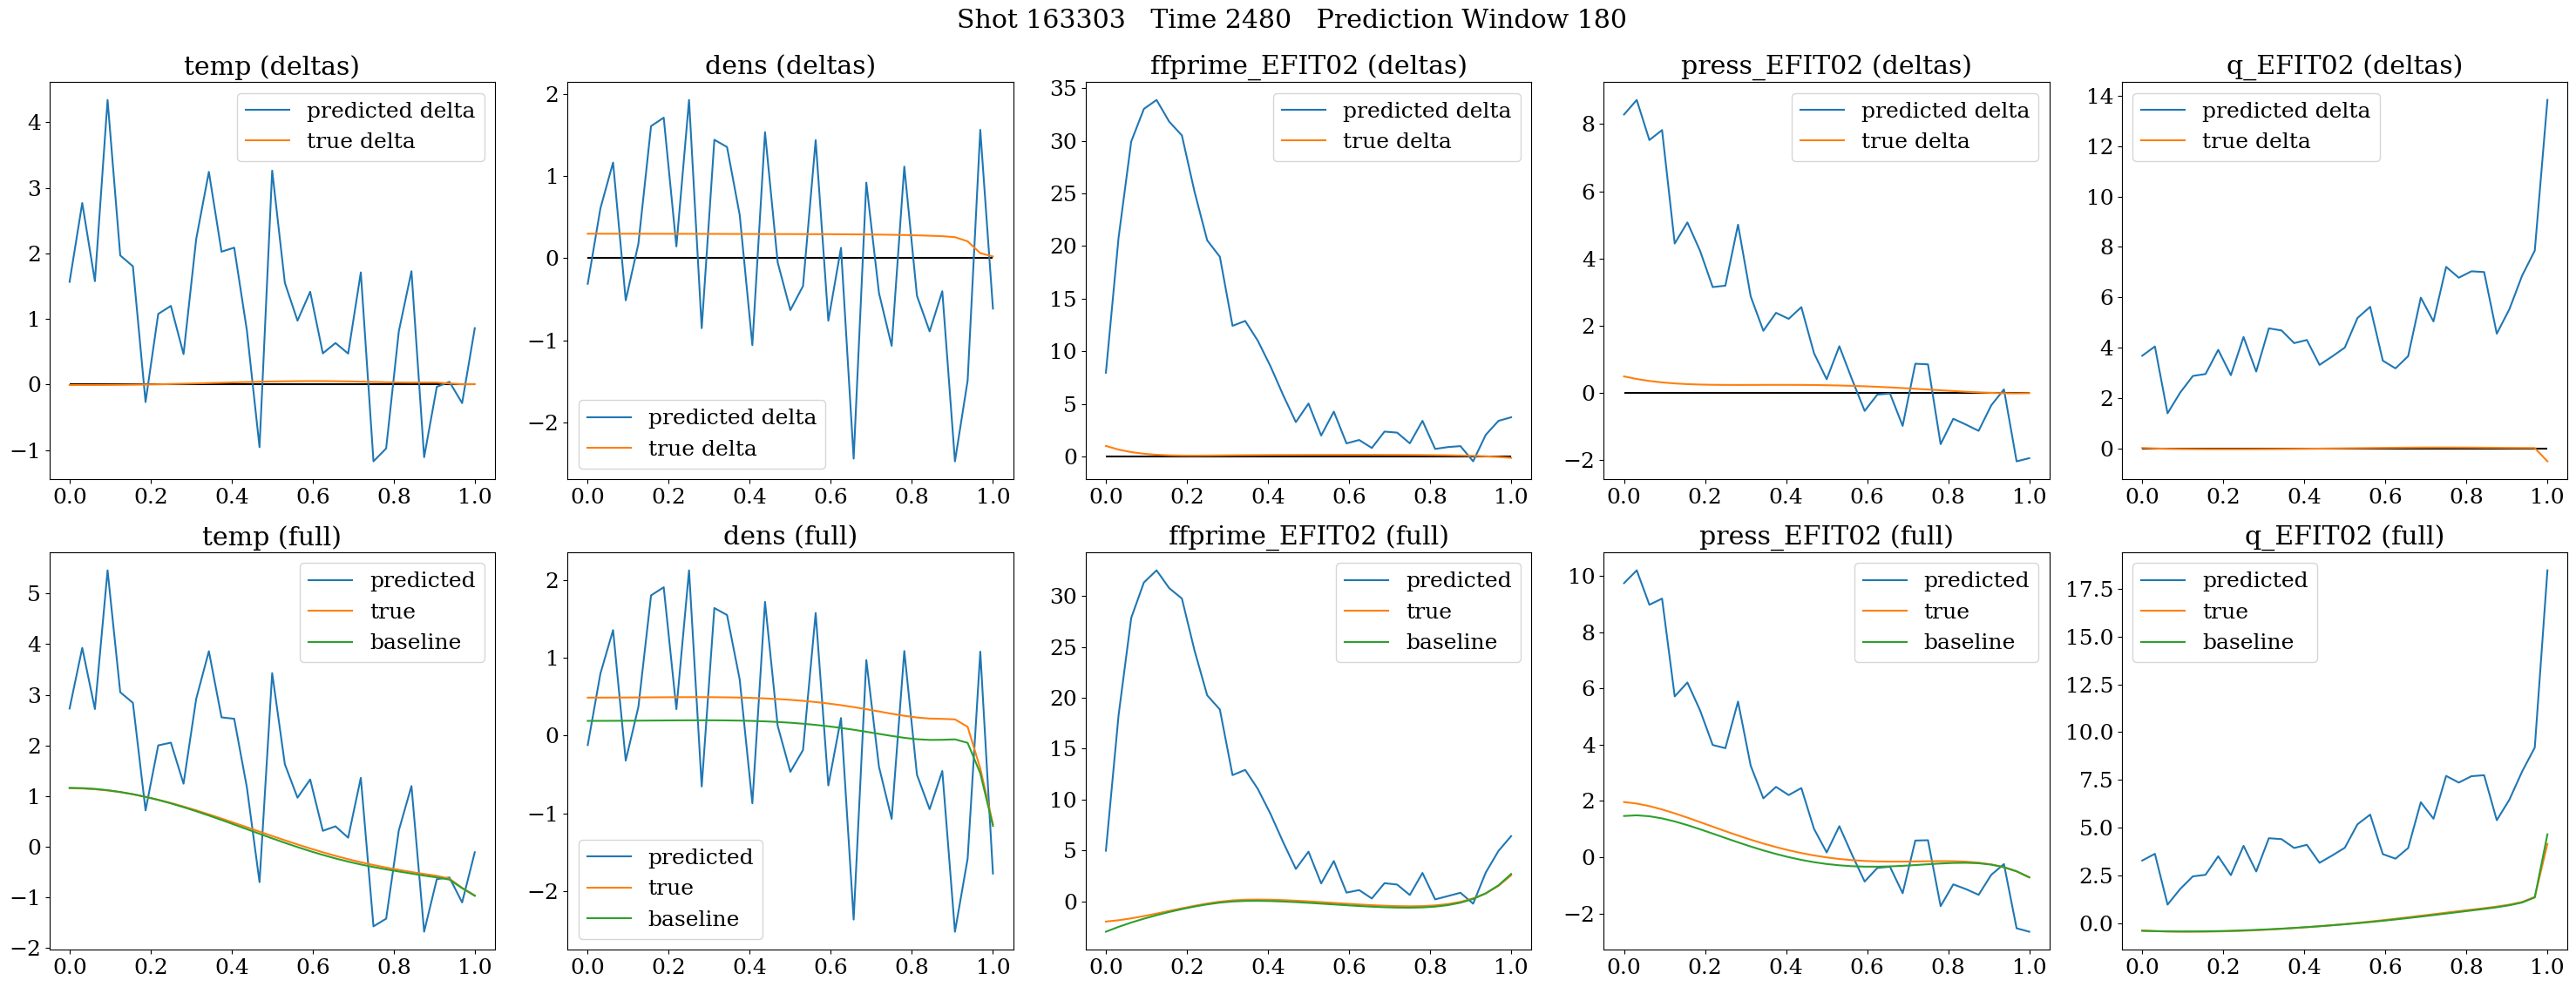 Shot 163303   Time 2480   Prediction Window 180
temp (deltas)
4
3
2
1
0
−1
0.0 0.2 0.4 0.6 0.8 1.0
predicted delta
true delta
dens (deltas)
2
1
0
−1
−2
0.0 0.2 0.4 0.6 0.8 1.0
predicted delta
true delta
ffprime_EFIT02 (deltas)
35
30
25
20
15
10
5
0
0.0 0.2 0.4 0.6 0.8 1.0
predicted delta
true delta
press_EFIT02 (deltas)
8
6
4
2
0
−2
0.0 0.2 0.4 0.6 0.8 1.0
predicted delta
true delta
q_EFIT02 (deltas)
14
12
10
8
6
4
2
0
0.0 0.2 0.4 0.6 0.8 1.0
predicted delta
true delta
temp (full)
5
4
3
2
1
0
−1
−2
0.0 0.2 0.4 0.6 0.8 1.0
predicted
true
baseline
dens (full)
2
1
0
−1
−2
0.0 0.2 0.4 0.6 0.8 1.0
predicted
true
baseline
ffprime_EFIT02 (full)
30
25
20
15
10
5
0
0.0 0.2 0.4 0.6 0.8 1.0
predicted
true
baseline
press_EFIT02 (full)
10
8
6
4
2
0
−2
0.0 0.2 0.4 0.6 0.8 1.0
predicted
true
baseline
q_EFIT02 (full)
17.5
15.0
12.5
10.0
7.5
5.0
2.5
0.0
0.0 0.2 0.4 0.6 0.8 1.0
predicted
true
baseline